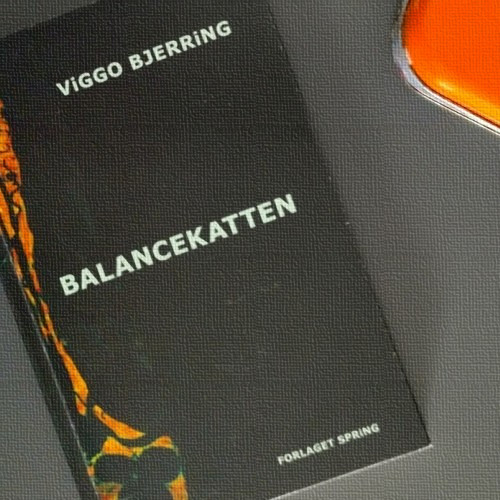 ViGGO BJERRiNG
BALANCEKATTEN
FORLAGET SPRING